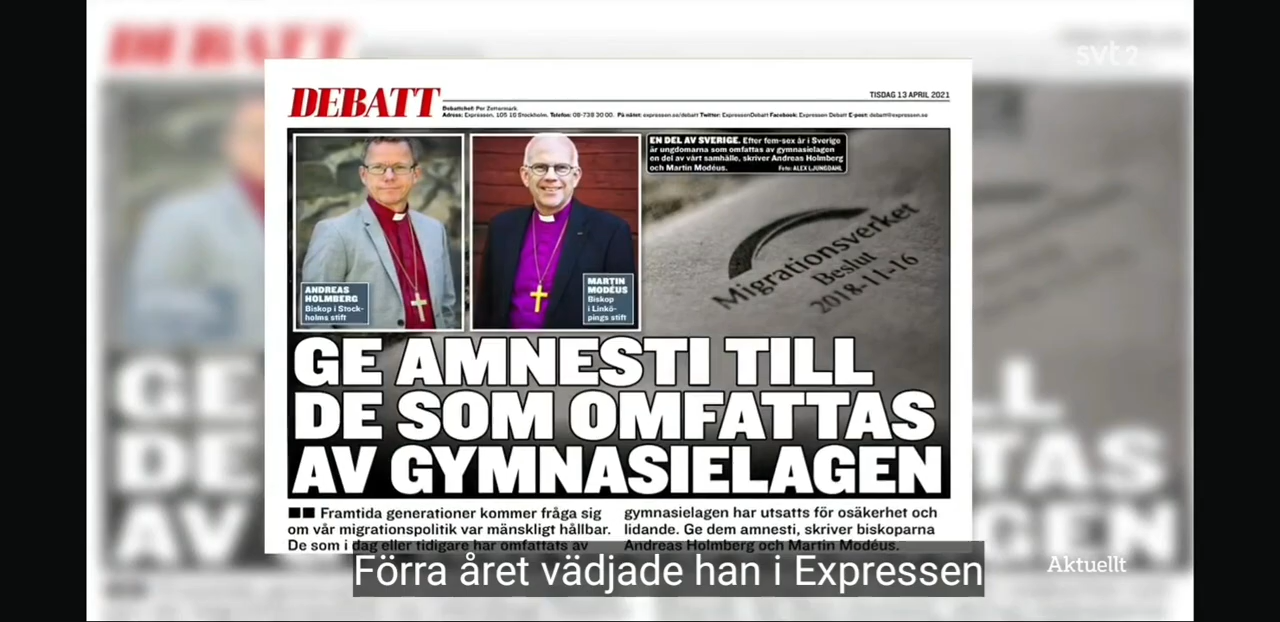 DEBATT
svt2
DEBATT
TISDAG 13 APRIL 2021
Debattchef: Per Zettermark.
Adress: Expressen, 105 16 Stockholm. Telefon: 08-738 30 00. På nätet: expressen.se/debatt Twitter: ExpressenDebatt Facebook: Expressen Debatt E-post: debatt@expressen.se
EN DEL AV SVERIGE. Efter fem-sex år i Sverige
är ungdomarna som omfattas av gymnasielagen
en del av vårt samhälle, skriver Andreas Holmberg
och Martin Modéus.
Foto: ALEX LJUNGDAHL
Migrationsverket
Beslut
2018-11-16
ANDREAS
HOLMBERG
Biskop i Stock-
holms stift
MARTIN
MODÉUS
Biskop
i Linkö-
pings stift
GE AMNESTI TILL
DE SOM OMFATTAS
AV GYMNASIELAGEN
Framtida generationer kommer fråga sig
om vår migrationspolitik var mänskligt hållbar.
De som i dag eller tidigare har omfattats av
gymnasielagen har utsatts för osäkerhet och
lidande. Ge dem amnesti, skriver biskoparna
Andreas Holmberg och Martin Modéus.
Förra året vädjade han i Expressen
Aktuellt